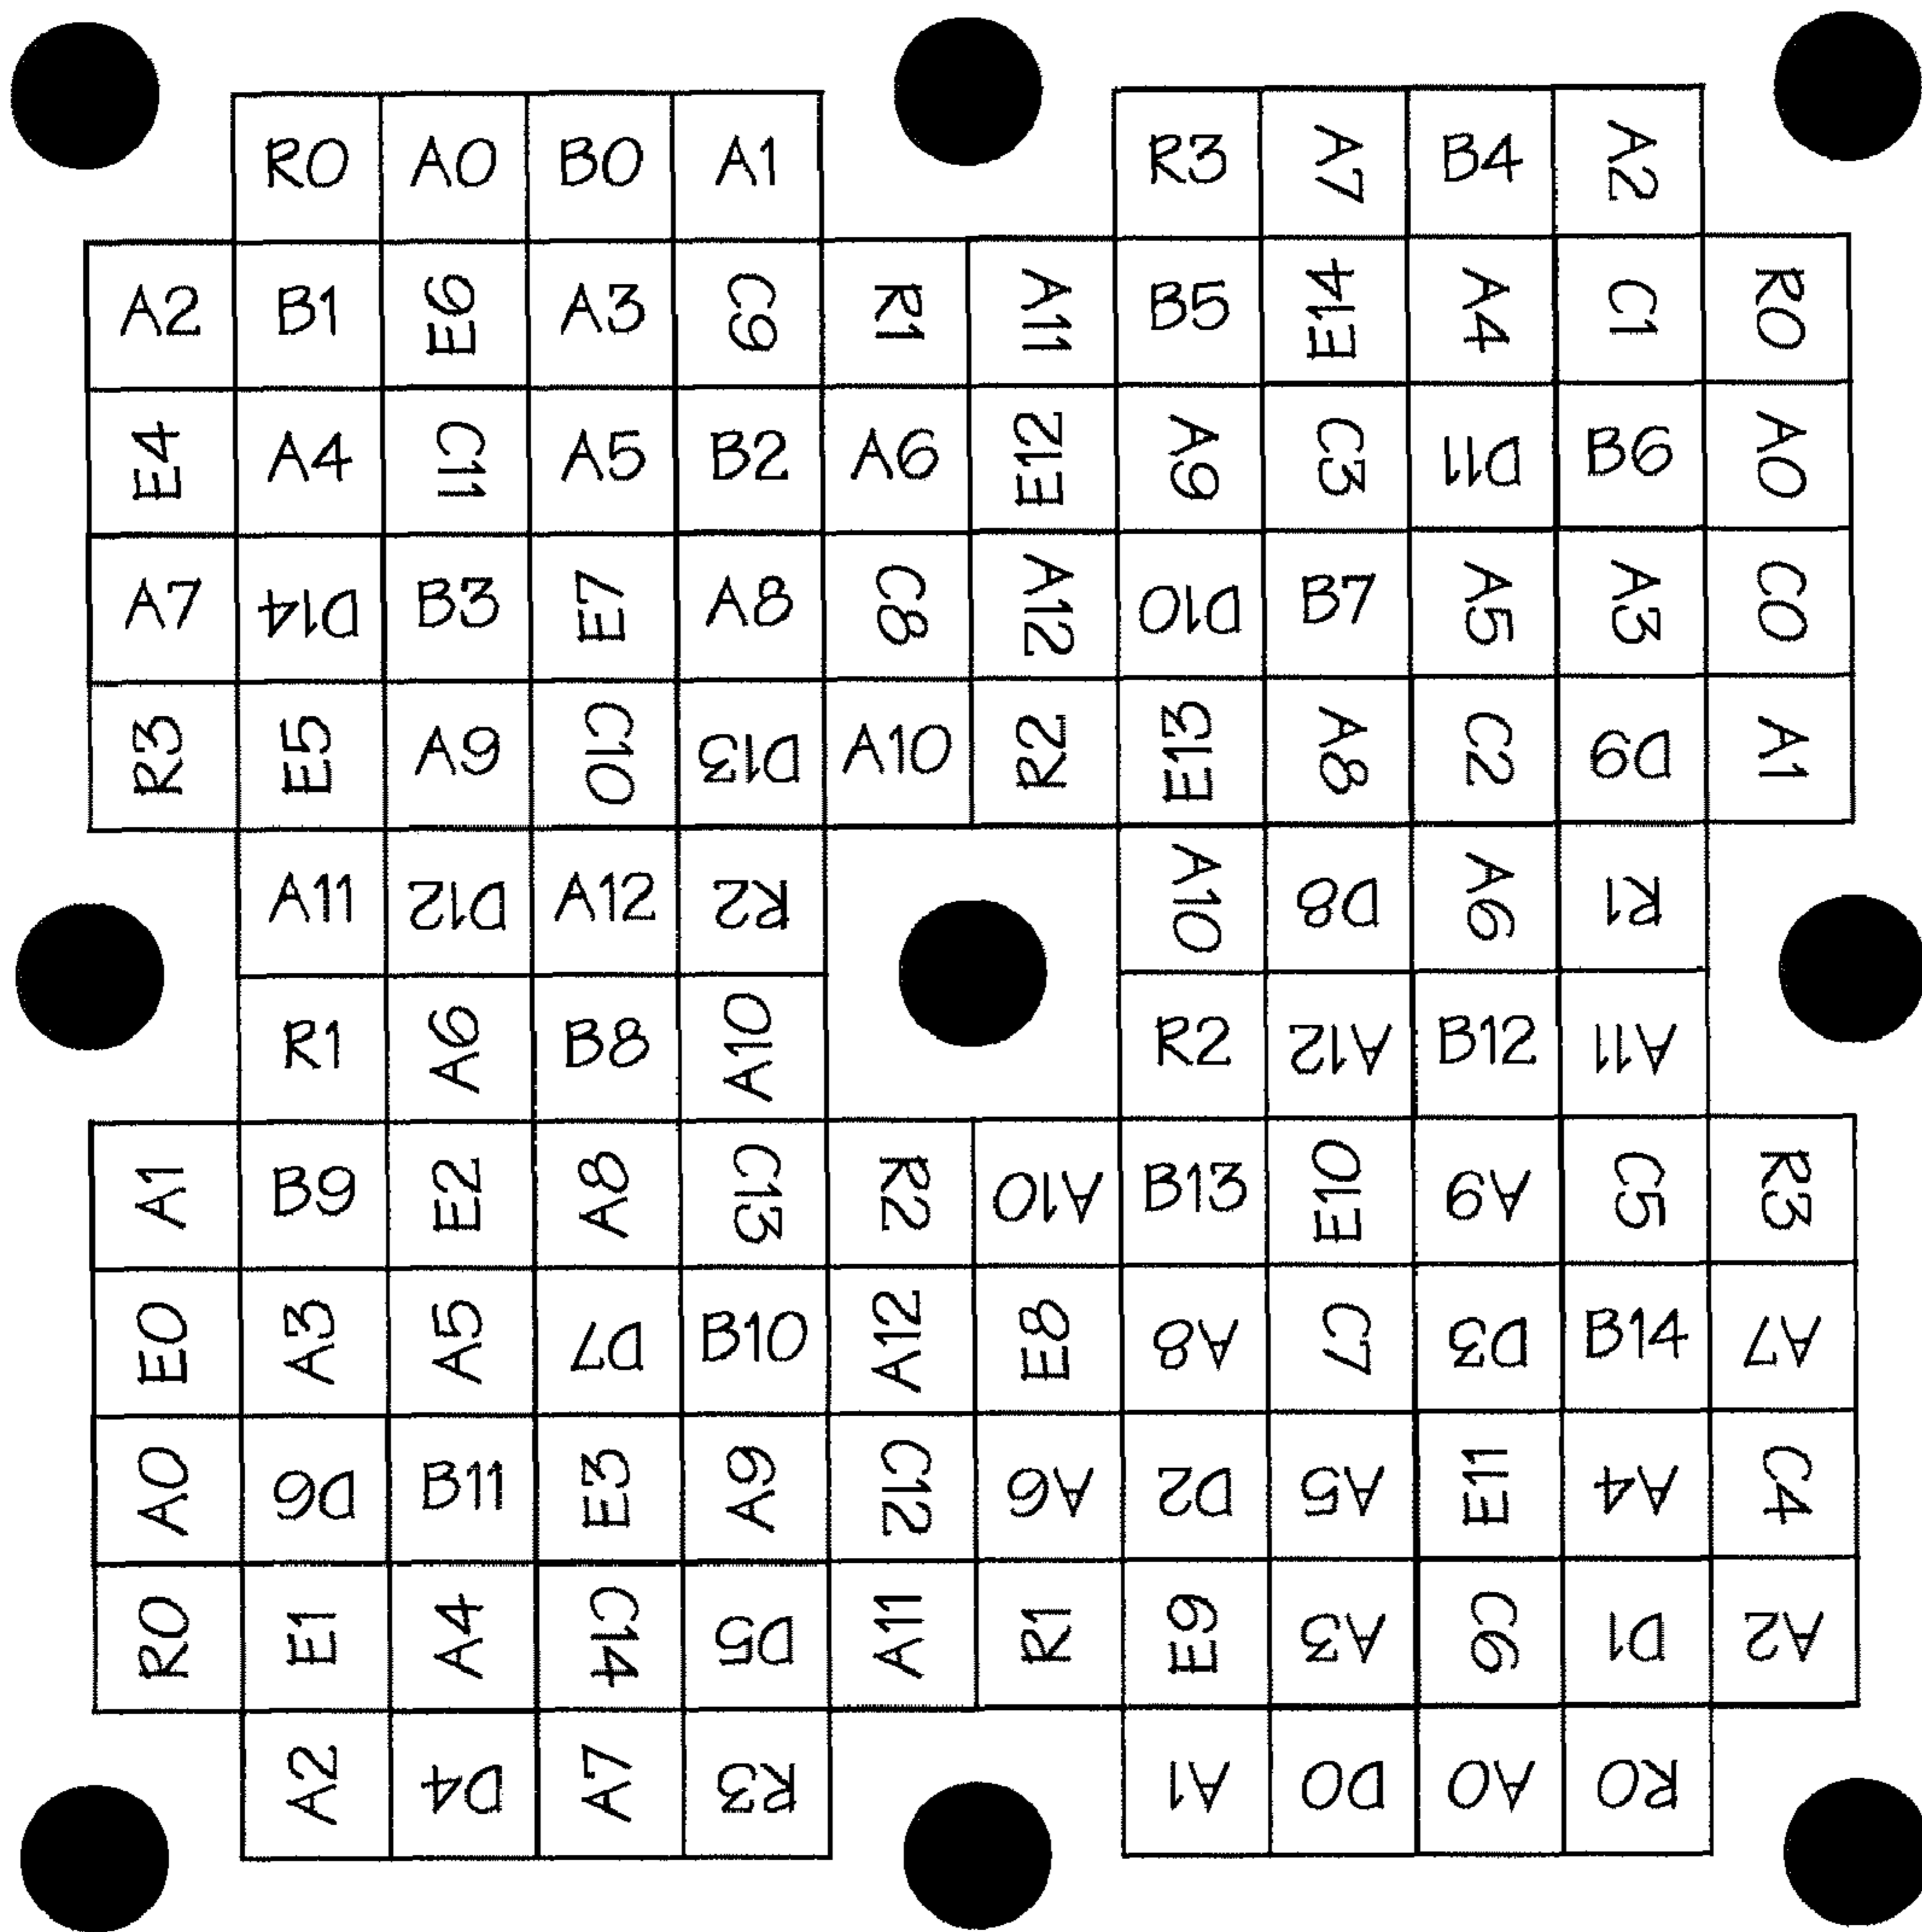 R0 A0 B0 A1 R3 A7 B4 A2
A2 B1 E6 A3 C9 R1 A11 B5 E14 A4 C1 R0
E4 A4 C11 A5 B2 A6 E12 A9 C3 D11 B6 A0
A7 D14 B3 E7 A8 C8 A12 D10 B7 A5 A3 C0
R3 E5 A9 C10 D13 A10 R2 E13 A8 C2 D9 A1
A11 D12 A12 R2 A10 D8 A6 R1
R1 A6 B8 A10 R2 A12 B12 A11
A1 B9 E2 A8 C13 R2 A10 B13 E10 A9 C5 R3
E0 A3 A5 D7 B10 A12 E8 A8 C7 D3 B14 A7
A0 D6 B11 E3 A9 C12 A6 D2 A5 E11 A4 C4
R0 E1 A4 C14 D5 A11 R1 E9 A3 C6 D1 A2
A2 D4 A7 R3 A1 D0 A0 R0